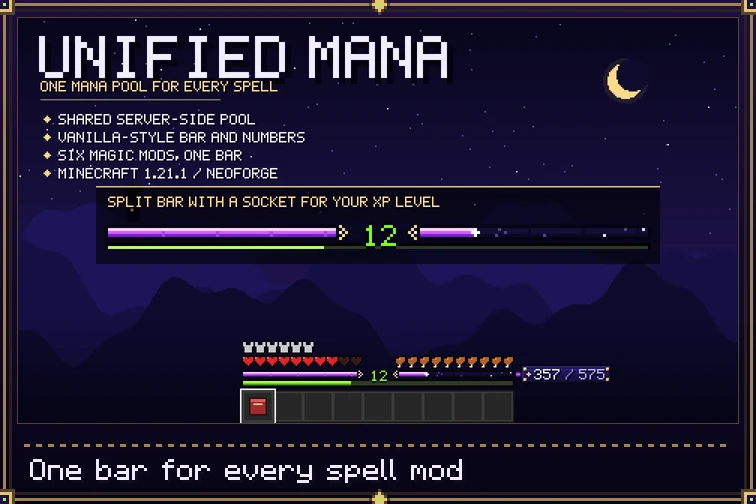 UNIFIED MANA
ONE MANA POOL FOR EVERY SPELL
SHARED SERVER-SIDE POOL
VANILLA-STYLE BAR AND NUMBERS
SIX MAGIC MODS, ONE BAR
MINECRAFT 1.21.1 / NEOFORGE
SPLIT BAR WITH A SOCKET FOR YOUR XP LEVEL
12
12
357 / 575
One bar for every spell mod